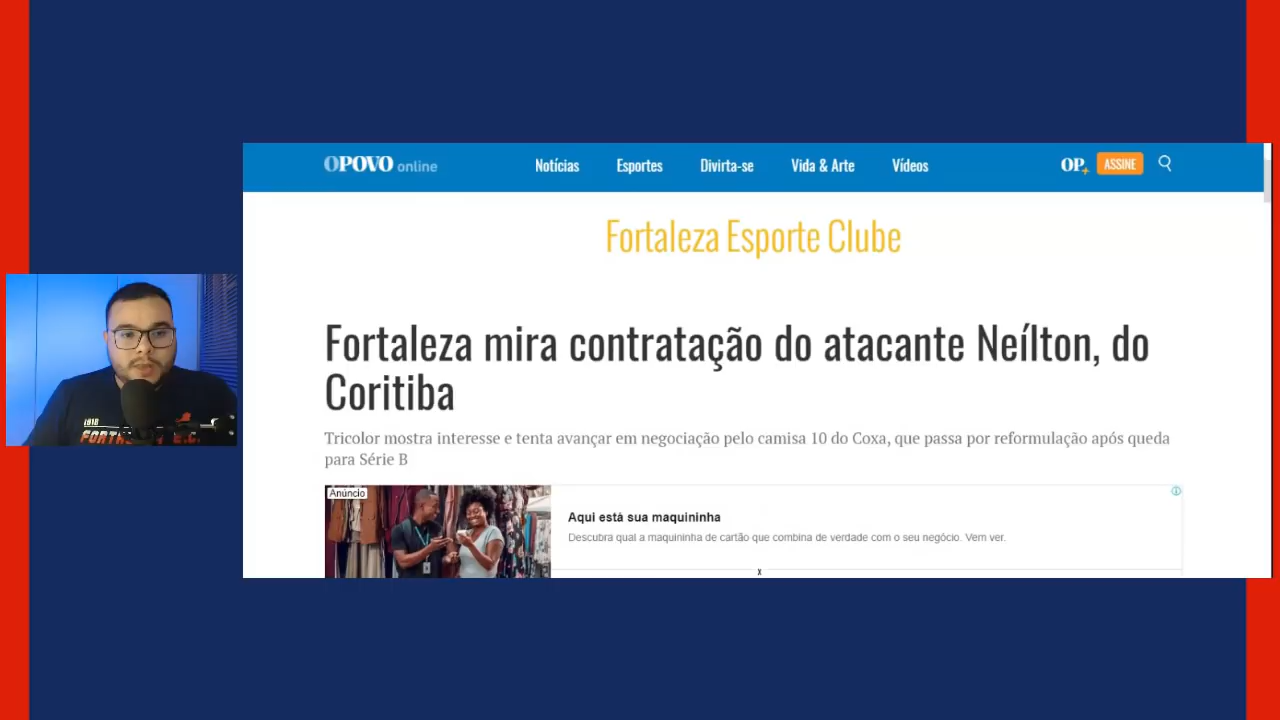 OPOVO online
Notícias
Esportes
Divirta-se
Vida & Arte
Vídeos
OP+
ASSINE
Fortaleza Esporte Clube
Fortaleza mira contratação do atacante Neílton, do
Coritiba
Tricolor mostra interesse e tenta avançar em negociação pelo camisa 10 do Coxa, que passa por reformulação após queda
para Série B
Anúncio
Aqui está sua maquininha
Descubra qual a maquininha de cartão que combina de verdade com o seu negócio. Vem ver.
x